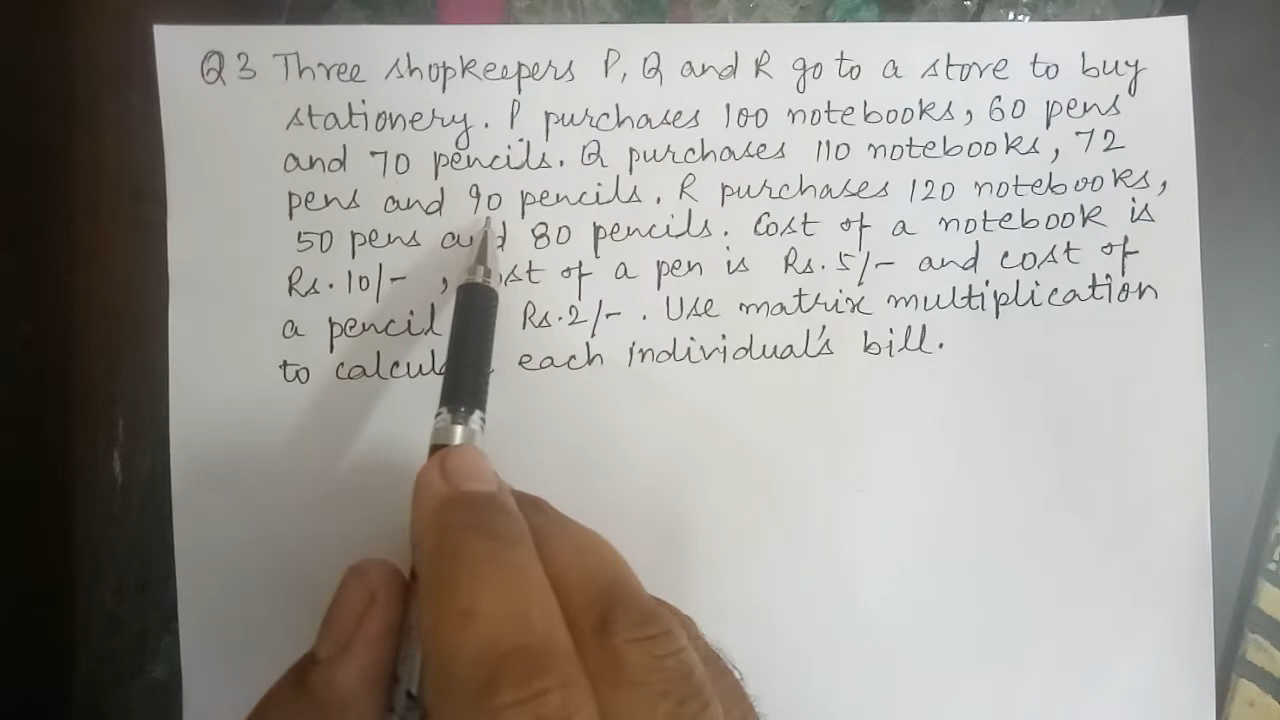 Q3 Three shopkeepers P, Q and R go to a store to buy
stationery. P purchases 100 notebooks, 60 pens
and 70 pencils. Q purchases 110 notebooks, 72
pens and 90 pencils. R purchases 120 notebooks,
50 pens and 80 pencils. Cost of a notebook is
Rs. 10/- , cost of a pen is Rs. 5/- and cost of
a pencil Rs. 2/- . Use matrix multiplication
to calculate each individual's bill.